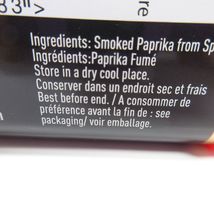 Ingredients: Smoked Paprika from Sp
Ingrédients:Paprika Fumé
Store in a dry cool place.
Conserver dans un endroit sec et frais
Best before end. / A consommer de
préférence avant la fin de : see
packaging/ voir emballage.